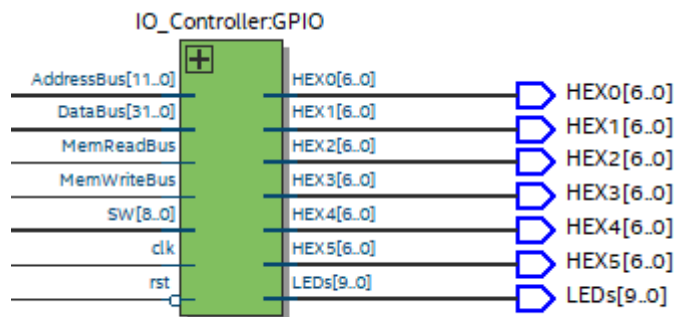 IO_Controller:GPIO
AddressBus[11..0]
DataBus[31..0]
MemReadBus
MemWriteBus
SW[8..0]
clk
rst
HEX0[6..0]
HEX1[6..0]
HEX2[6..0]
HEX3[6..0]
HEX4[6..0]
HEX5[6..0]
LEDs[9..0]
HEX0[6..0]
HEX1[6..0]
HEX2[6..0]
HEX3[6..0]
HEX4[6..0]
HEX5[6..0]
LEDs[9..0]